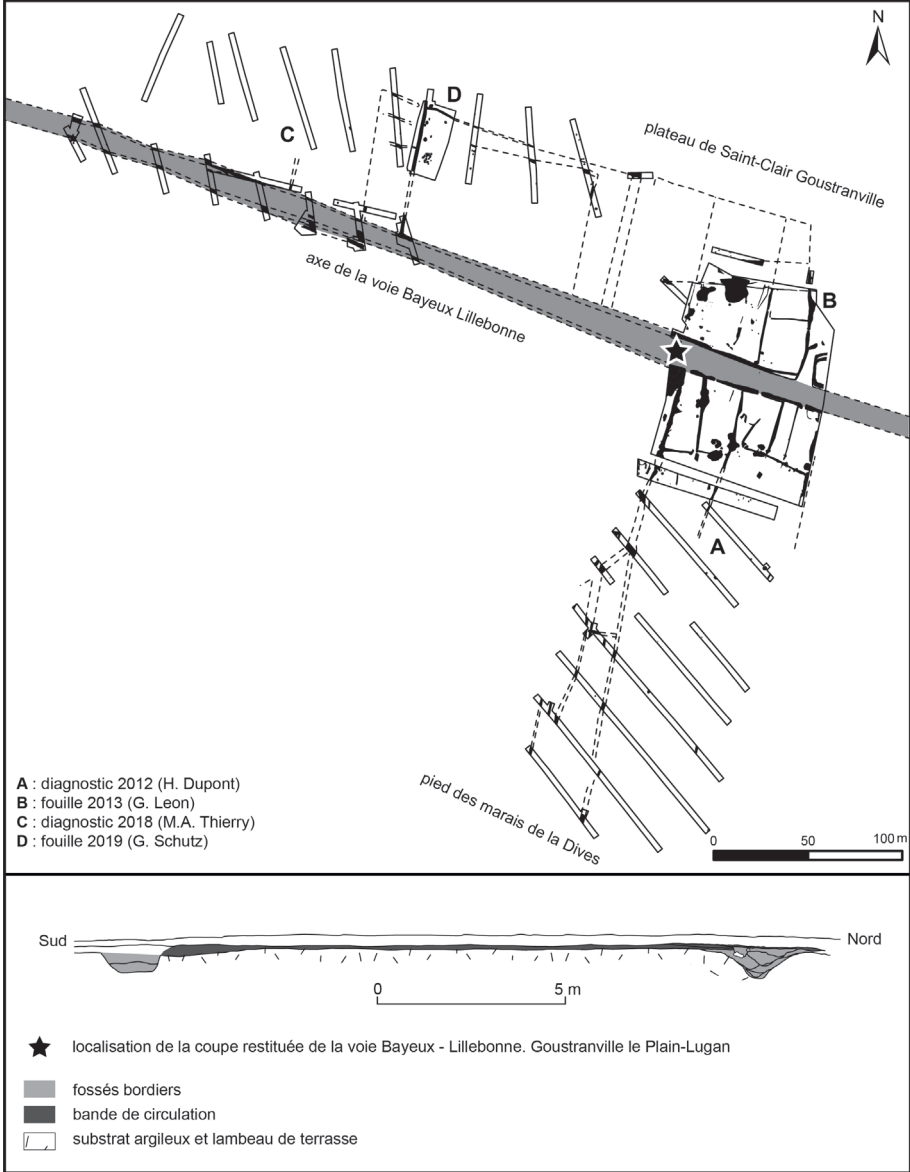 N
D
plateau de Saint-Clair Goustranville
C
B
axe de la voie Bayeux Lillebonne
A
A : diagnostic 2012 (H. Dupont)
B : fouille 2013 (G. Leon)
C : diagnostic 2018 (M.A. Thierry)
D : fouille 2019 (G. Schutz)
pied des marais de la Dives
0 50 100 m
Sud
Nord
0 5 m
localisation de la coupe restituée de la voie Bayeux - Lillebonne. Goustranville le Plain-Lugan
fossés bordiers
bande de circulation
substrat argileux et lambeau de terrasse